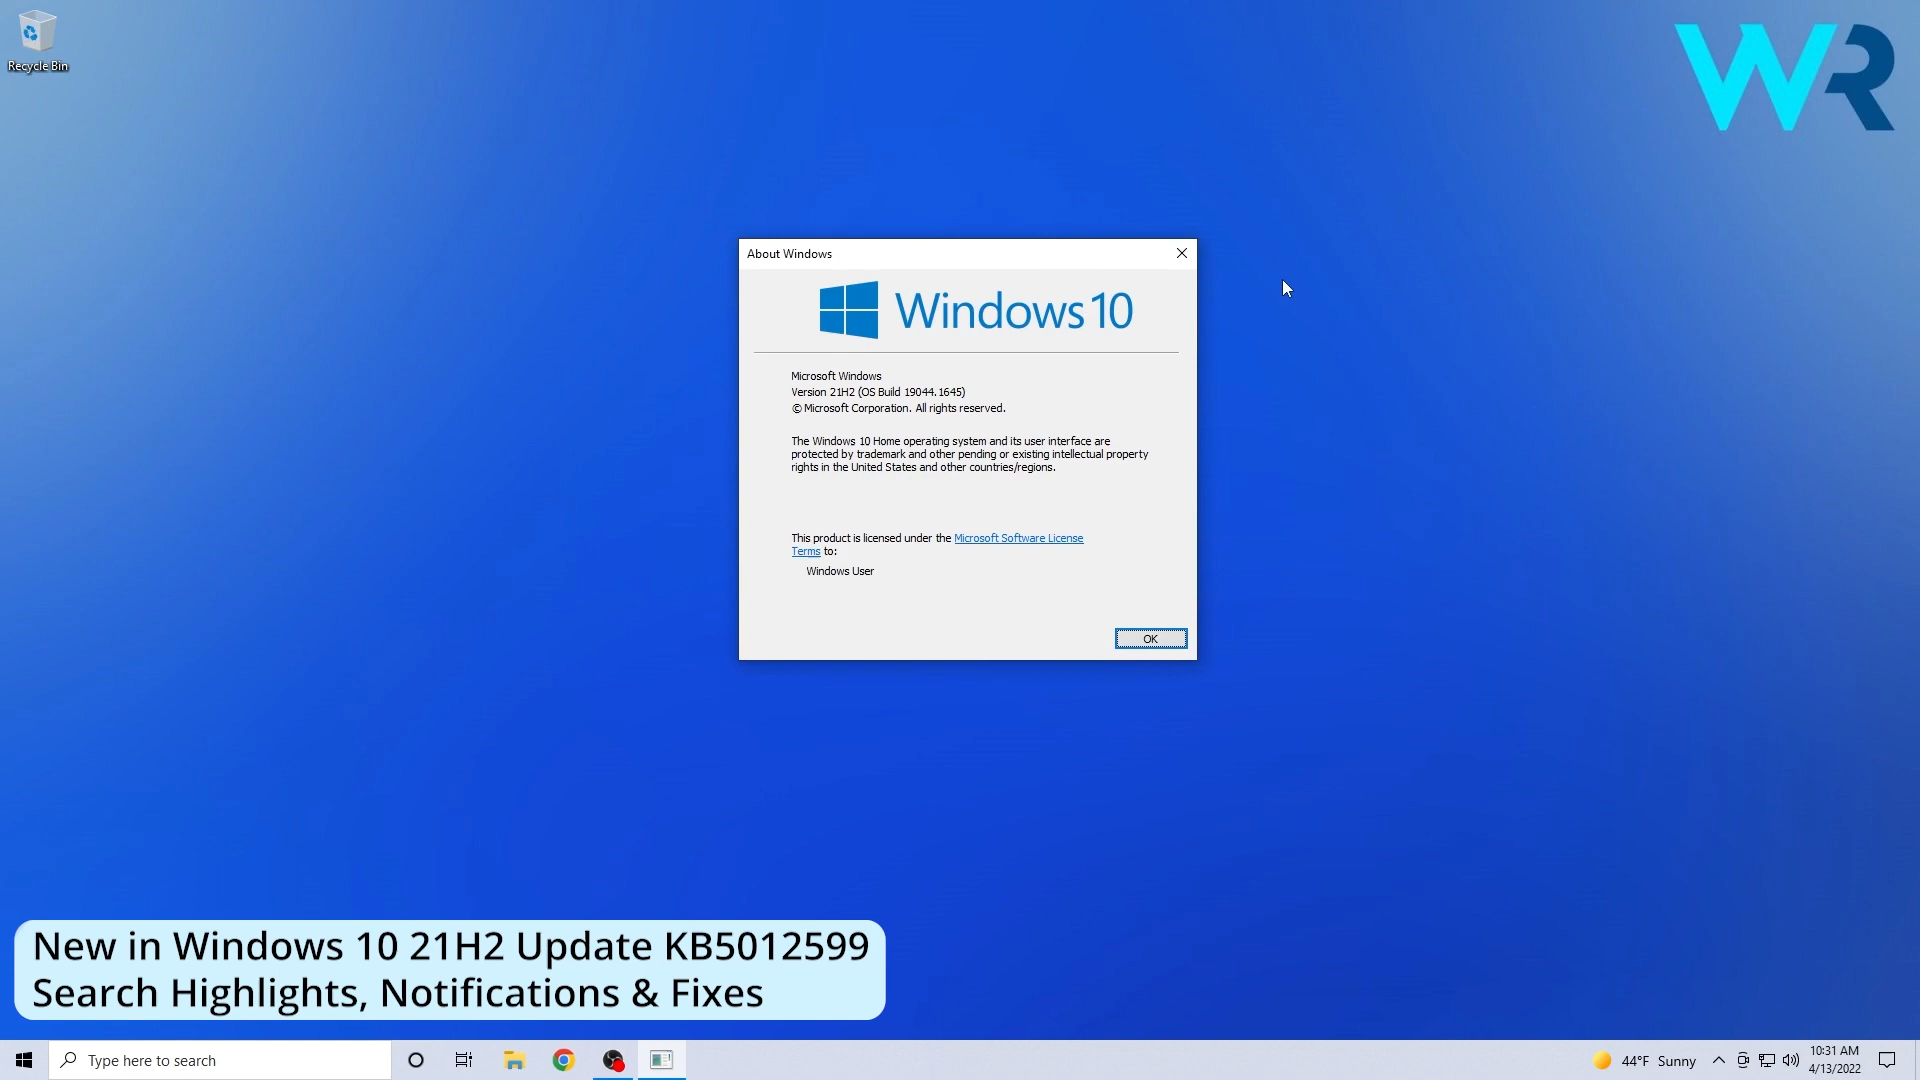 Recycle Bin
WR
About Windows
Windows 10
Microsoft Windows
Version 21H2 (OS Build 19044.1645)
© Microsoft Corporation. All rights reserved.
The Windows 10 Home operating system and its user interface are
protected by trademark and other pending or existing intellectual property
rights in the United States and other countries/regions.
This product is licensed under the Microsoft Software License
Terms to:
Windows User
OK
New in Windows 10 21H2 Update KB5012599
Search Highlights, Notifications & Fixes
Type here to search
44°F Sunny
10:31 AM
4/13/2022